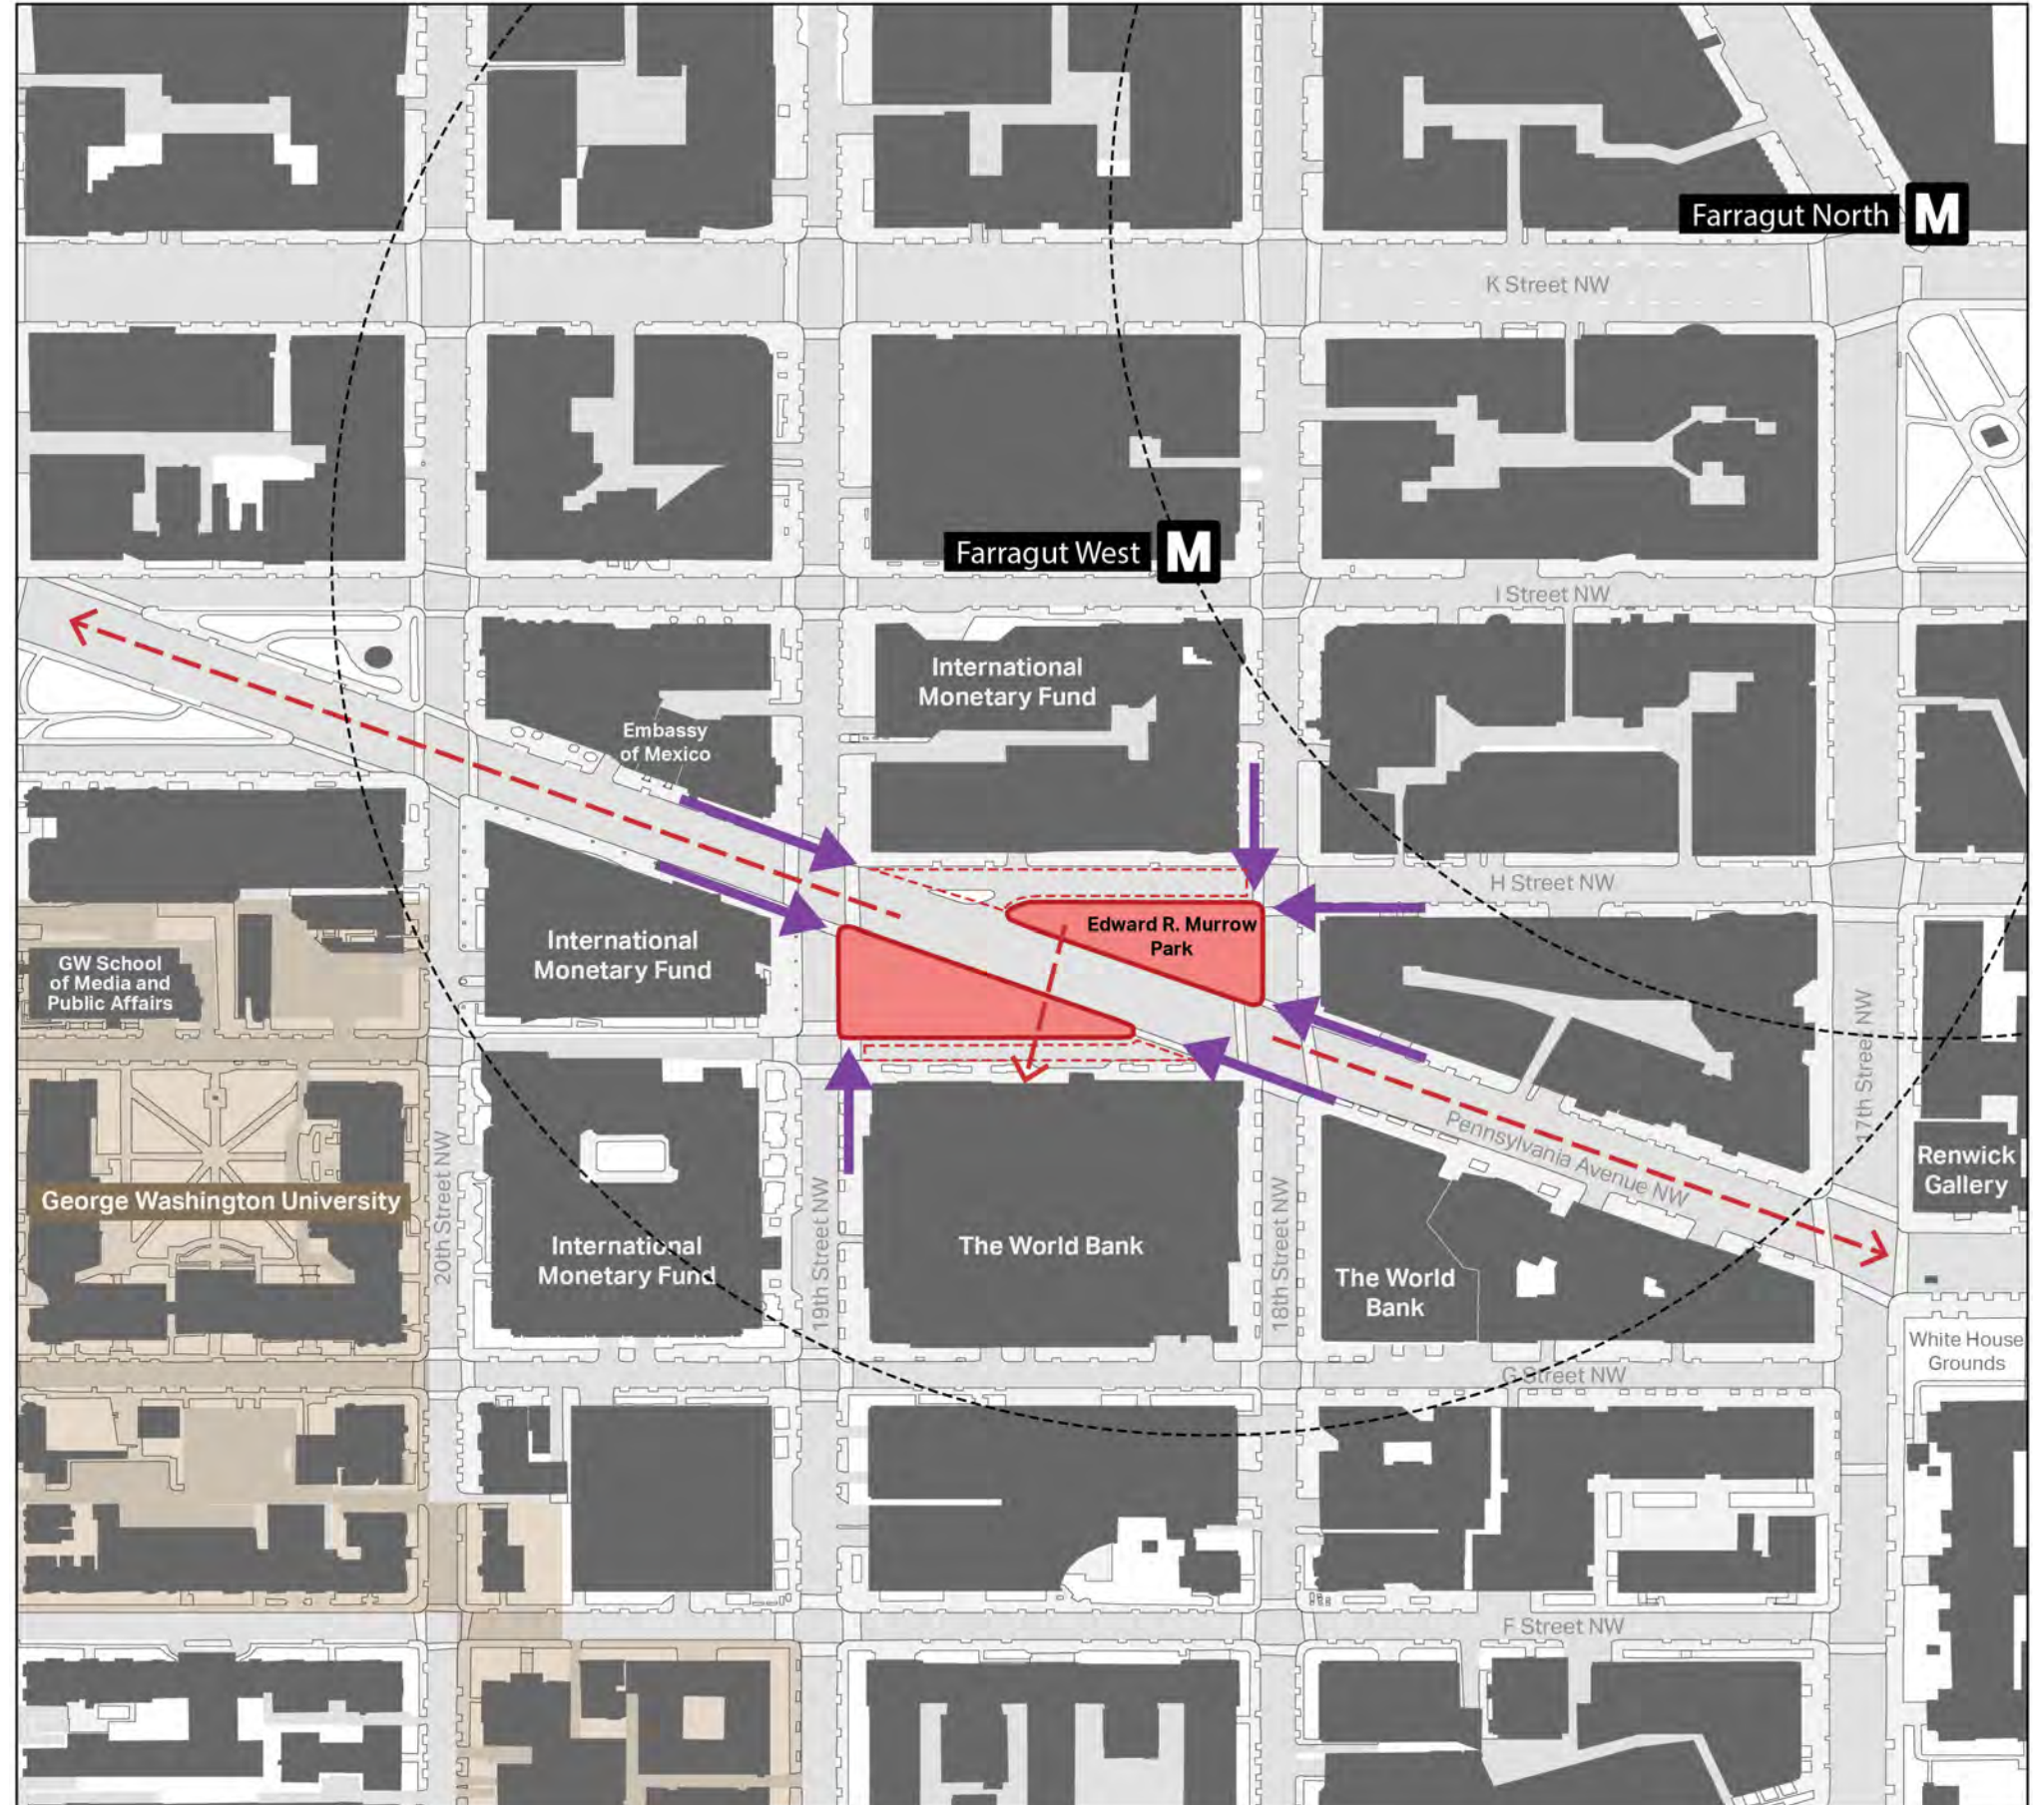 Farragut North
M
K Street NW
Farragut West
M
I Street NW
International
Monetary Fund
Embassy
of Mexico
H Street NW
Edward R. Murrow
Park
International
Monetary Fund
GW School
of Media and
Public Affairs
17th Street NW
Pennsylvania Avenue NW
Renwick
Gallery
George Washington University
20th Street NW
International
Monetary Fund
19th Street NW
The World Bank
18th Street NW
The World
Bank
White House
Grounds
G Street NW
F Street NW